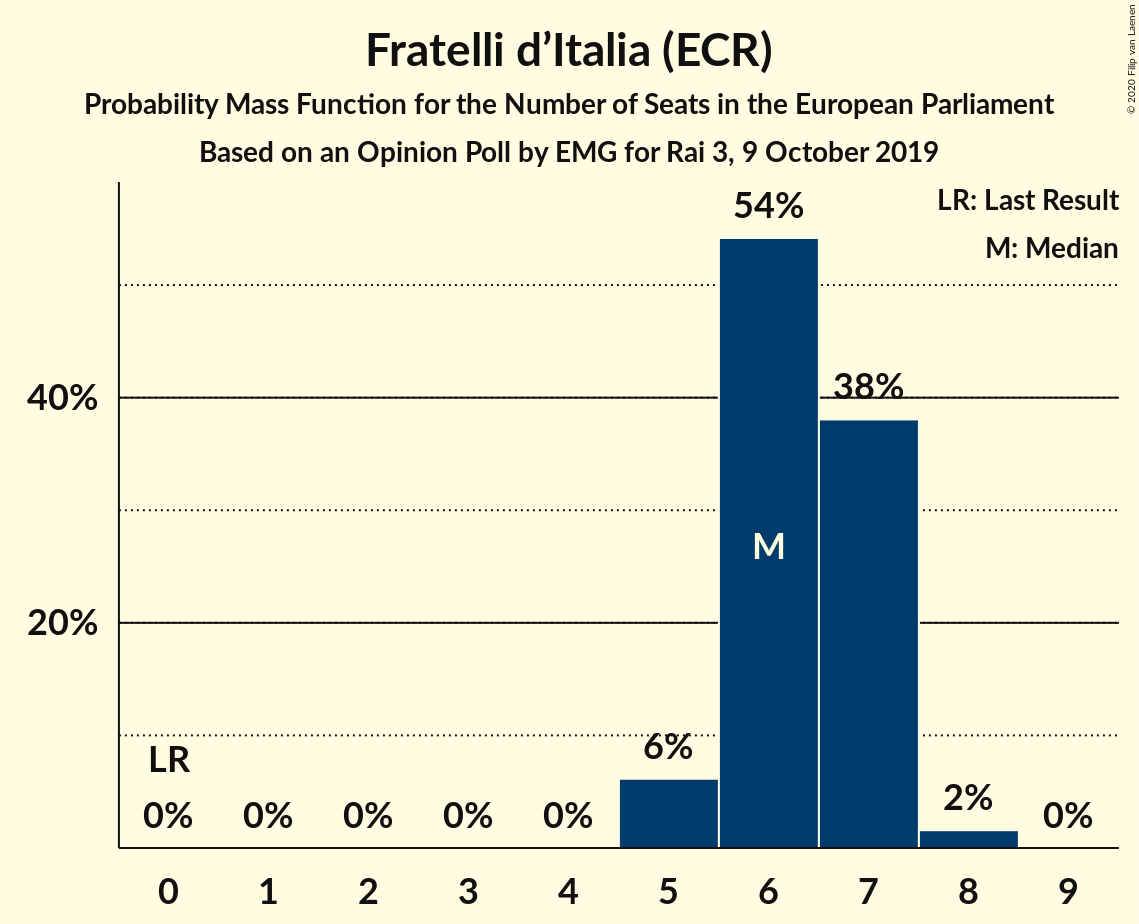 Fratelli d’Italia (ECR)
Probability Mass Function for the Number of Seats in the European Parliament
Based on an Opinion Poll by EMG for Rai 3, 9 October 2019
© 2020 Filip van Laenen
LR: Last Result
M: Median
54%
38%
40%
M
20%
LR
6%
2%
0% 0% 0% 0% 0% 0%
0 1 2 3 4 5 6 7 8 9